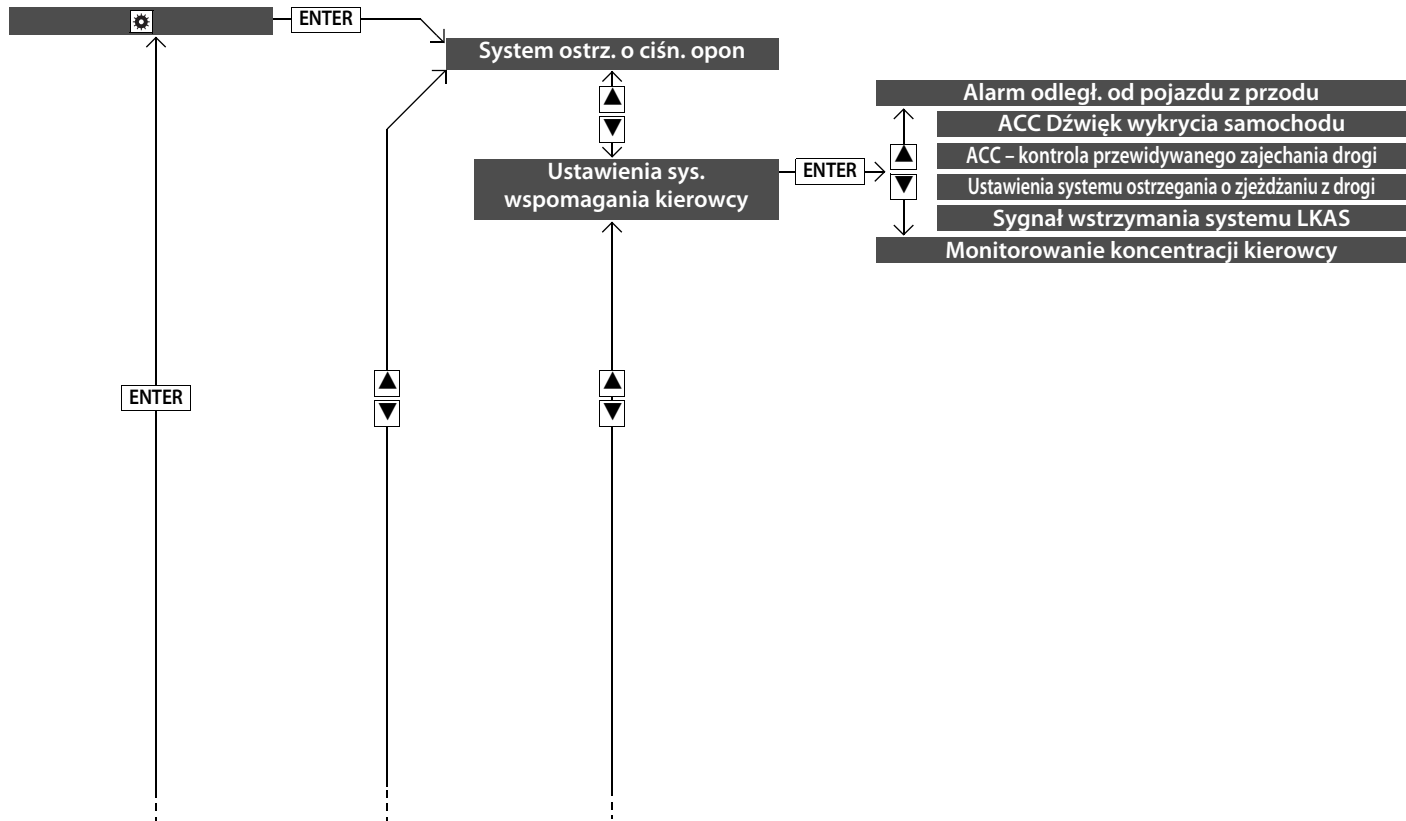 ENTER
System ostrz. o ciśn. opon
Alarm odległ. od pojazdu z przodu
ACC Dźwięk wykrycia samochodu
ACC – kontrola przewidywanego zajechania drogi
Ustawienia systemu ostrzegania o zjeżdżaniu z drogi
Sygnał wstrzymania systemu LKAS
Monitorowanie koncentracji kierowcy
Ustawienia sys.
wspomagania kierowcy
ENTER
ENTER